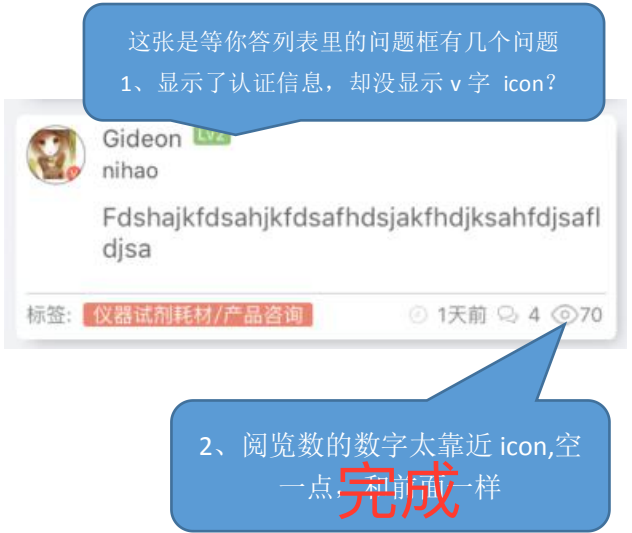 这张是等你答列表里的问题框有几个问题
1、显示了认证信息，却没显示 v 字 icon？
Gideon LV2
nihao
Fdshajkfdsahjkfdsafhdsjakfhdjksahfdjsafl
djsa
标签: 仪器试剂耗材/产品咨询 1天前 4 70
2、阅览数的数字太靠近 icon,空
一点，和前面一样
完成